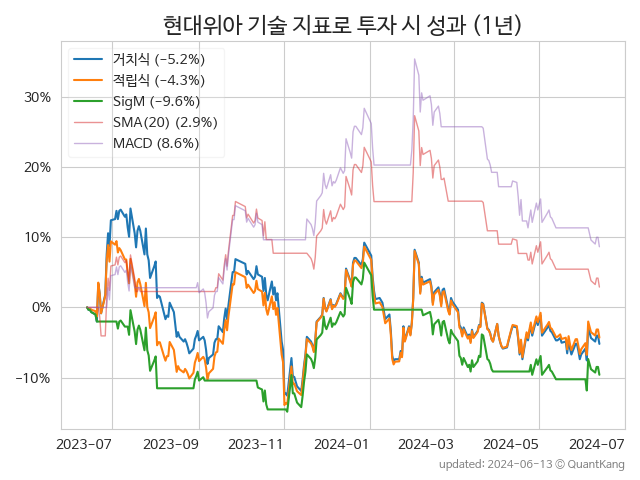 현대위아 기술 지표로 투자 시 성과 (1년)
거치식 (−5.2%)
적립식 (−4.3%)
SigM (−9.6%)
SMA(20) (2.9%)
MACD (8.6%)
30%
20%
10%
0%
−10%
2023−07 2023−09 2023−11 2024−01 2024−03 2024−05 2024−07
updated: 2024−06−13 ⓒ QuantKang